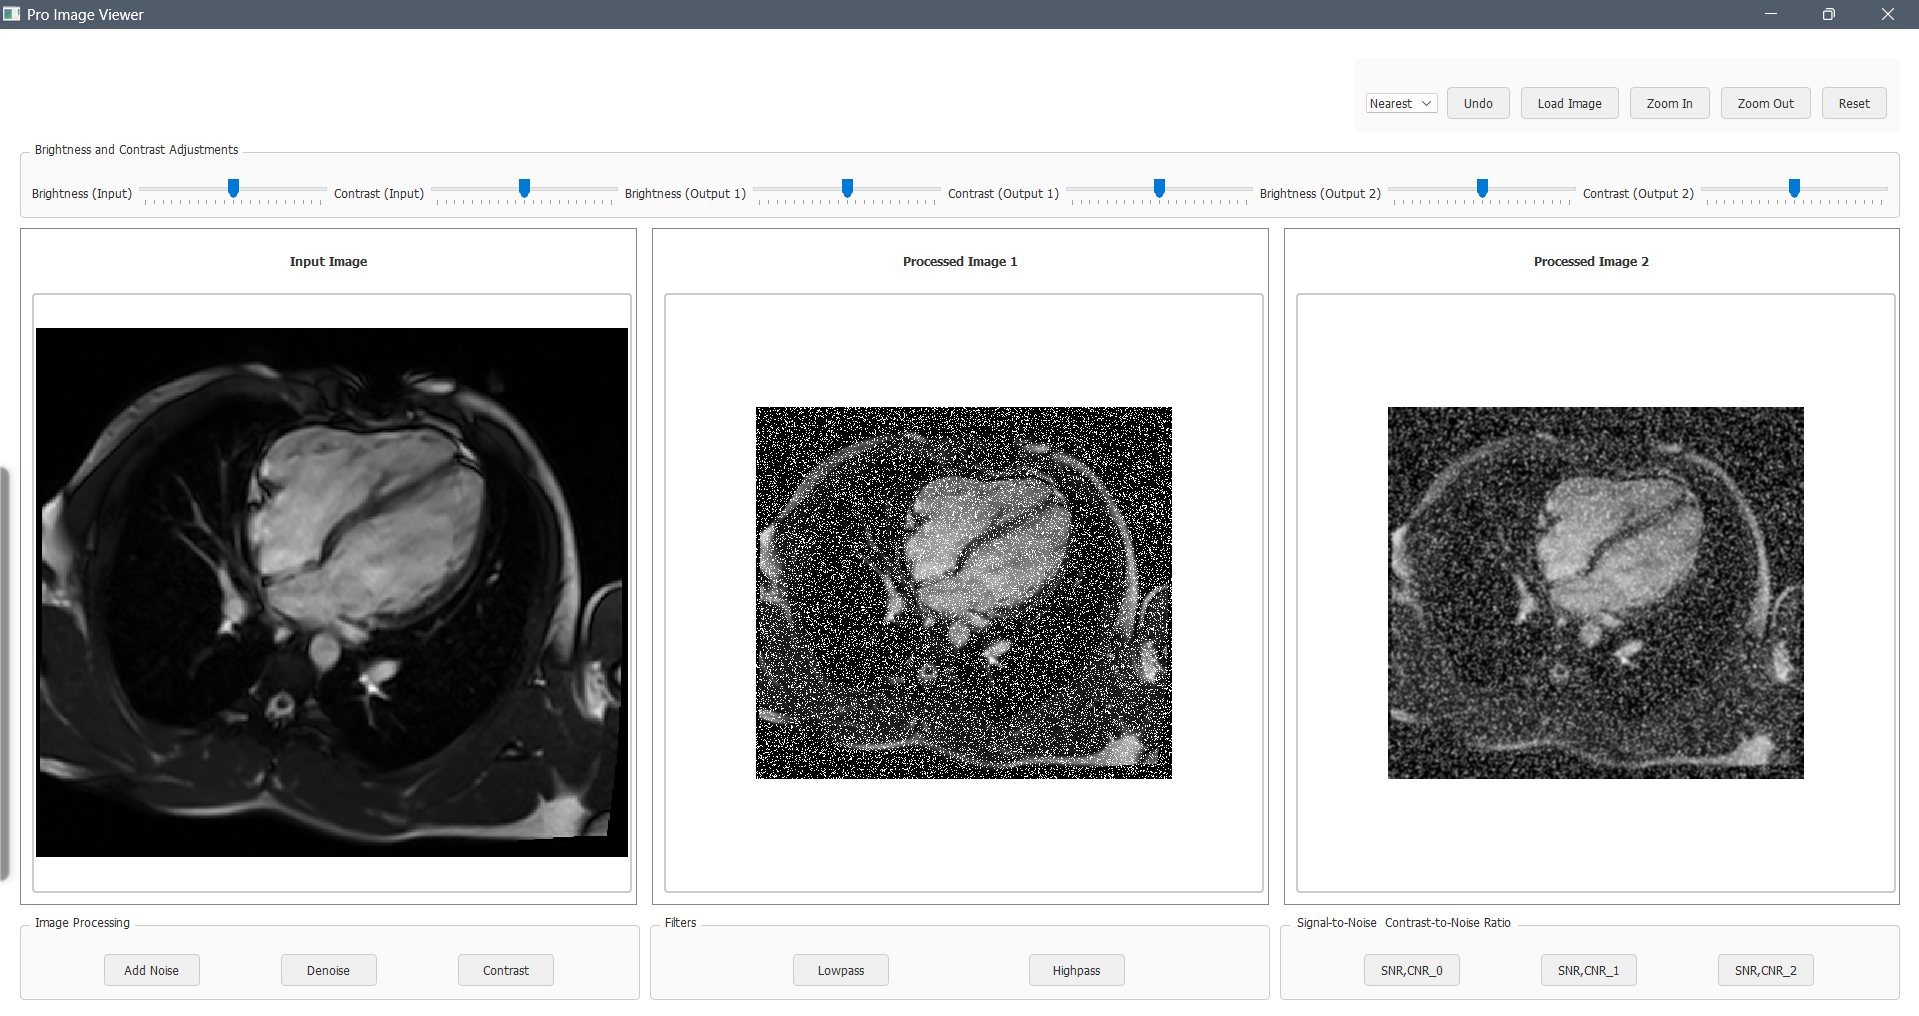 Pro Image Viewer
Nearest Undo Load Image Zoom In Zoom Out Reset
Brightness and Contrast Adjustments
Brightness (Input) Contrast (Input) Brightness (Output 1) Contrast (Output 1) Brightness (Output 2) Contrast (Output 2)
Input Image Processed Image 1 Processed Image 2
Image Processing Filters Signal-to-Noise Contrast-to-Noise Ratio
Add Noise Denoise Contrast Lowpass Highpass SNR,CNR_0 SNR,CNR_1 SNR,CNR_2